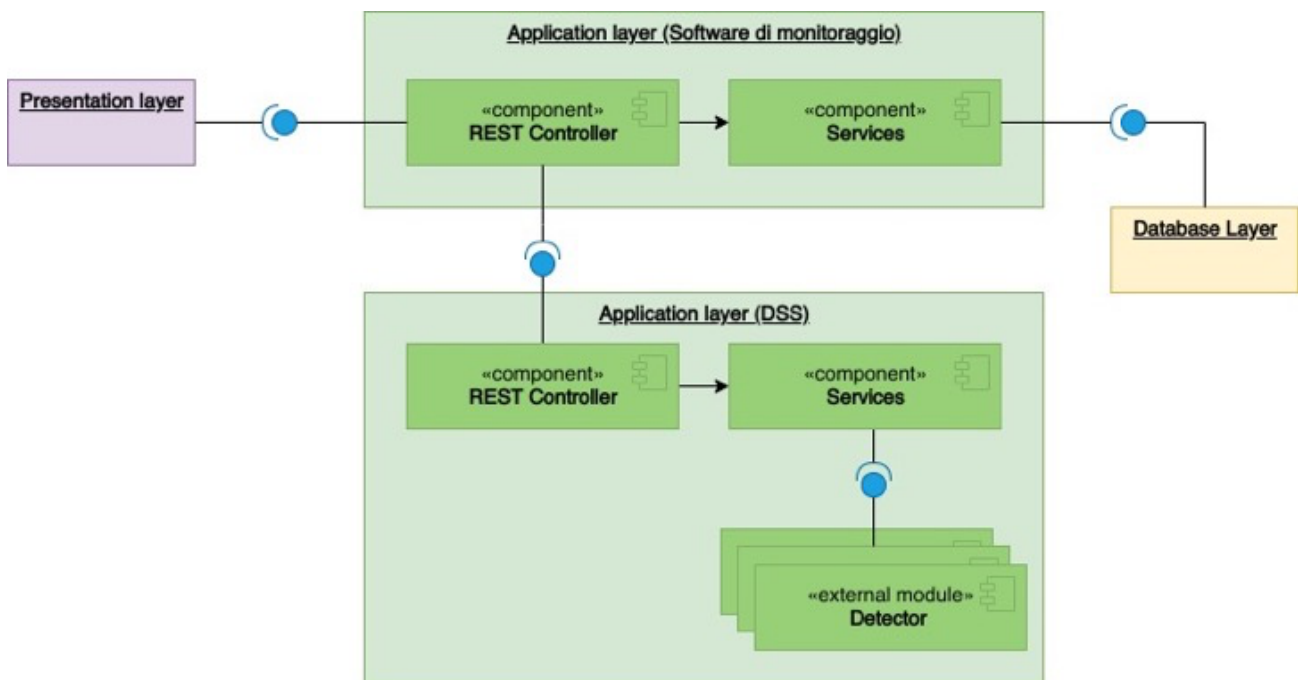 Application layer (Software di monitoraggio)
Presentation layer
«component»
REST Controller
«component»
Services
Database Layer
Application layer (DSS)
«component»
REST Controller
«component»
Services
«external module»
Detector